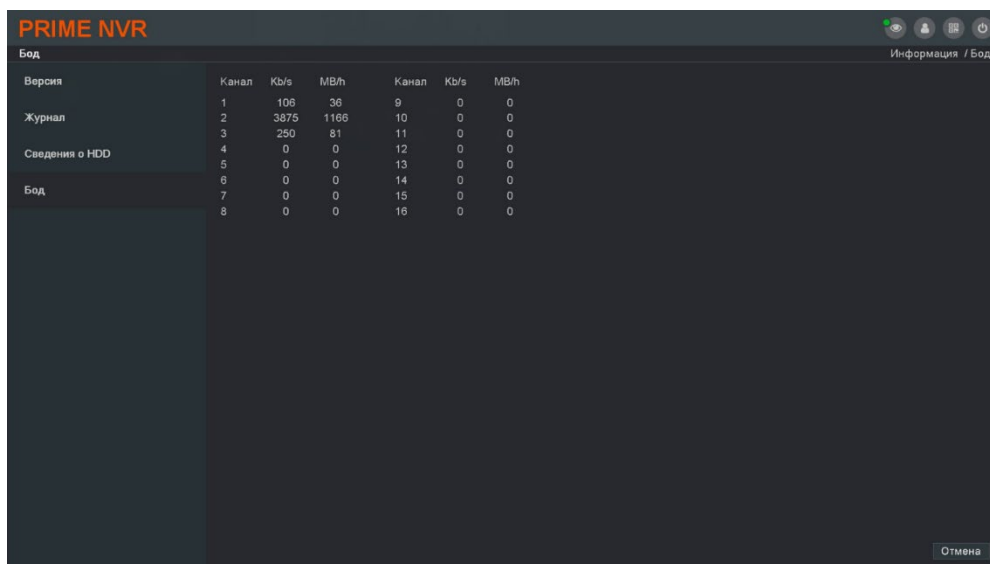 PRIME NVR
Бод
Информация / Бод
Версия
Журнал
Сведения о HDD
Бод
Канал Kb/s MB/h Канал Kb/s MB/h
1 106 36 9 0 0
2 3875 1166 10 0 0
3 250 81 11 0 0
4 0 0 12 0 0
5 0 0 13 0 0
6 0 0 14 0 0
7 0 0 15 0 0
8 0 0 16 0 0
Отмена